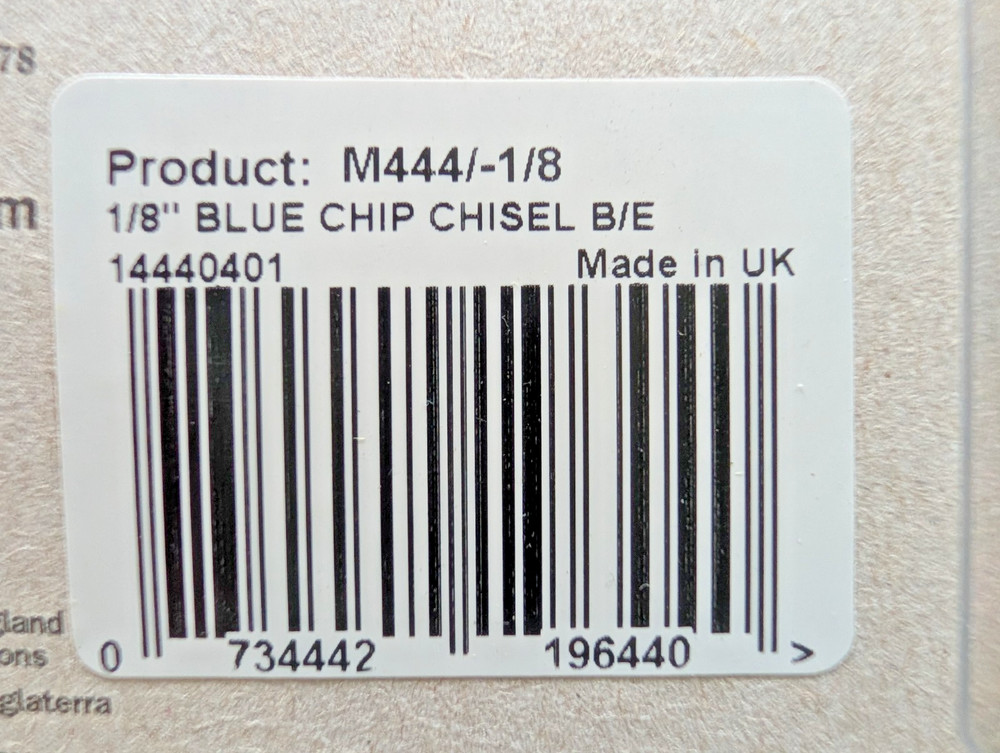 78
m
Product: M444/-1/8
1/8" BLUE CHIP CHISEL B/E
14440401 Made in UK
0 734442 196440 >
land
ons
glaterra